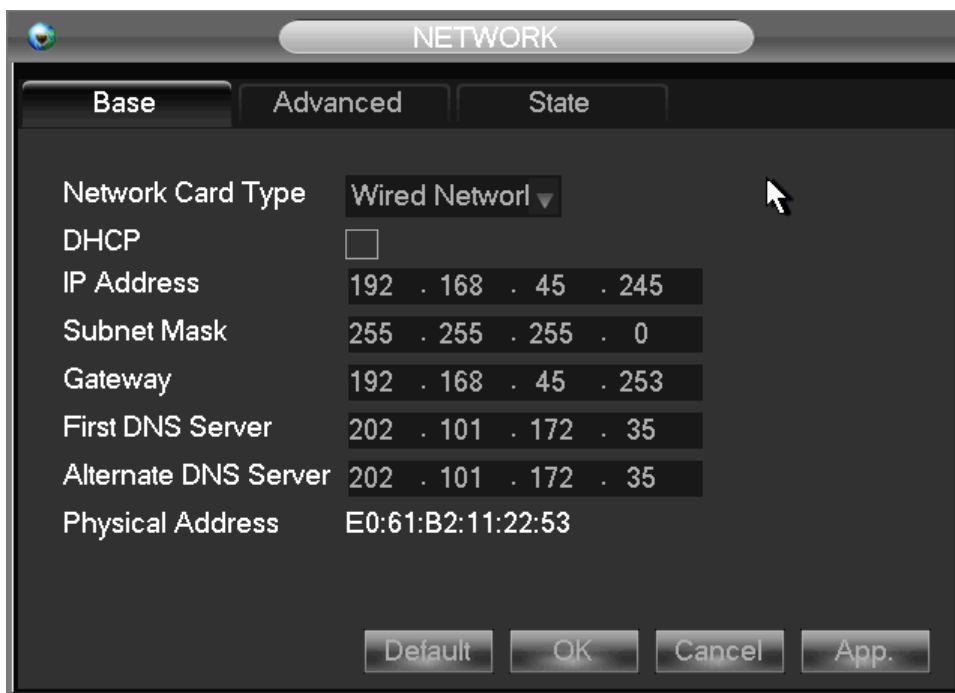 NETWORK
Base Advanced State
Network Card Type Wired Networl
DHCP
IP Address 192 . 168 . 45 . 245
Subnet Mask 255 . 255 . 255 . 0
Gateway 192 . 168 . 45 . 253
First DNS Server 202 . 101 . 172 . 35
Alternate DNS Server 202 . 101 . 172 . 35
Physical Address E0:61:B2:11:22:53
Default OK Cancel App.